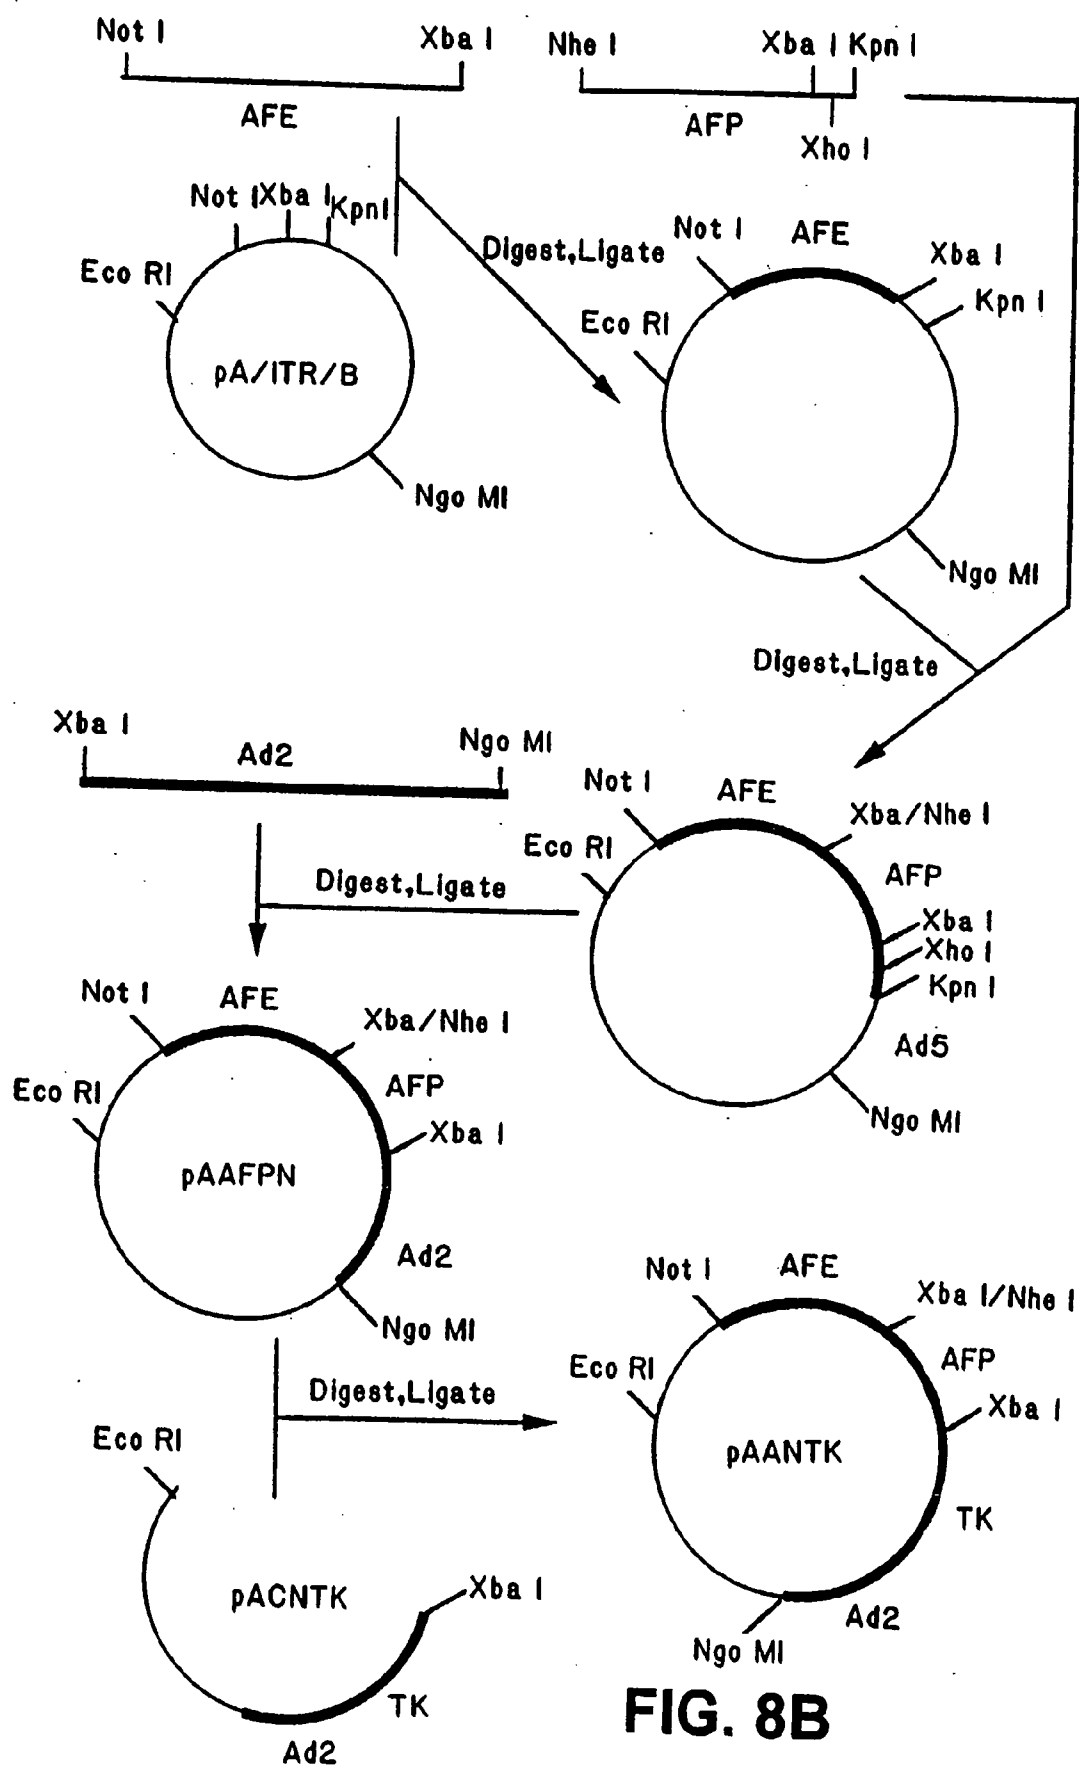 Not I
Xba I
Nhe I
Xba I Kpn I
AFE
AFP
Xho I
Not I Xba I KpnI
Eco RI
pA/ITR/B
Ngo MI
Digest,Ligate
Not I
AFE
Xba I
Kpn I
Eco RI
Ngo MI
Digest,Ligate
Xba I
Ad2
Ngo MI
Digest,Ligate
Not I
AFE
Xba/Nhe I
Eco RI
AFP
Xba I
Xho I
Kpn I
Ad5
Ngo MI
Not I
AFE
Xba/Nhe I
Eco RI
AFP
Xba I
pAAFPN
Ad2
Ngo MI
Digest,Ligate
Eco RI
pACNTK
Xba I
TK
Ad2
Not I
AFE
Xba I/Nhe I
Eco RI
AFP
Xba I
pAANTK
TK
Ad2
Ngo MI
FIG. 8B